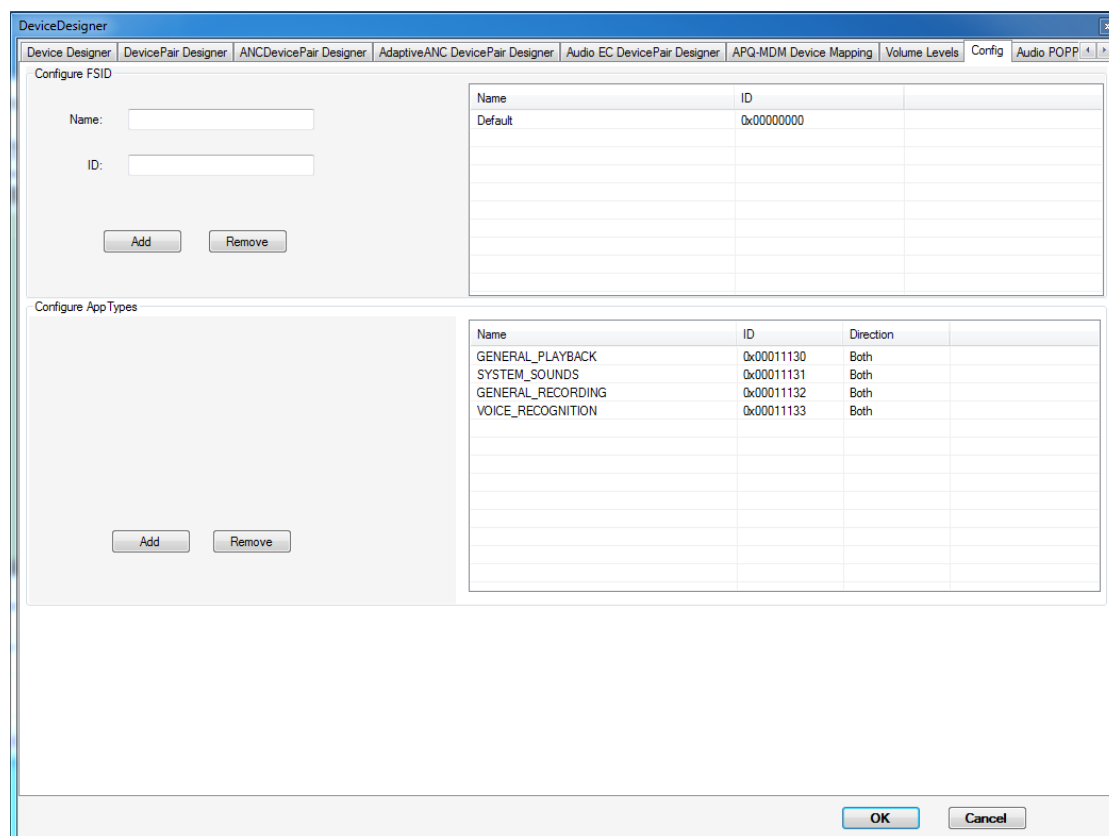 DeviceDesigner
Device Designer DevicePair Designer ANCDevicePair Designer AdaptiveANC DevicePair Designer Audio EC DevicePair Designer APQ-MDM Device Mapping Volume Levels Config Audio POPP
Configure FSID
Name ID
Default 0x00000000
Name:
ID:
Add Remove
Configure AppTypes
Name ID Direction
GENERAL_PLAYBACK 0x00011130 Both
SYSTEM_SOUNDS 0x00011131 Both
GENERAL_RECORDING 0x00011132 Both
VOICE_RECOGNITION 0x00011133 Both
Add Remove
OK Cancel